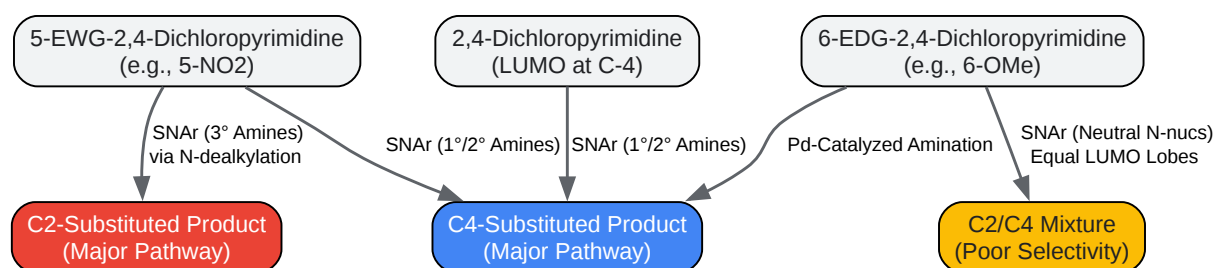 5-EWG-2,4-Dichloropyrimidine
(e.g., 5-NO2)
2,4-Dichloropyrimidine
(LUMO at C-4)
6-EDG-2,4-Dichloropyrimidine
(e.g., 6-OMe)
SNAr (3° Amines)
via N-dealkylation
SNAr (1°/2° Amines)
SNAr (1°/2° Amines)
Pd-Catalyzed Amination
SNAr (Neutral N-nucs)
Equal LUMO Lobes
C2-Substituted Product
(Major Pathway)
C4-Substituted Product
(Major Pathway)
C2/C4 Mixture
(Poor Selectivity)